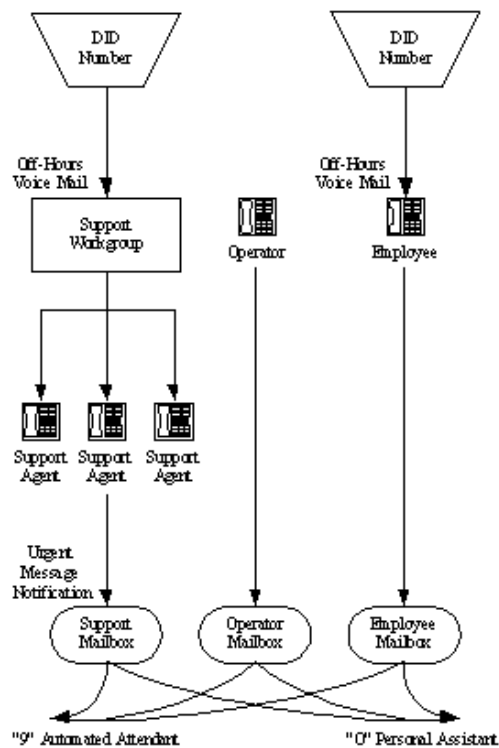 DID
Number
DID
Number
Off-Hours
Voice Mail
Off-Hours
Voice Mail
Support
Workgroup
Operator
Employee
Support
Agent
Support
Agent
Support
Agent
Urgent
Message
Notification
Support
Mailbox
Operator
Mailbox
Employee
Mailbox
"9" Automated Attendant
"0" Personal Assistant